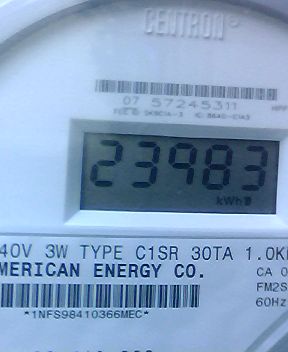 CENTRON®
07 57245311
23983
kWh
40V 3W TYPE C1SR 30TA 1.0K
MERICAN ENERGY CO.
CA 0
FM2S
60Hz
*1NFS98410366MEC*